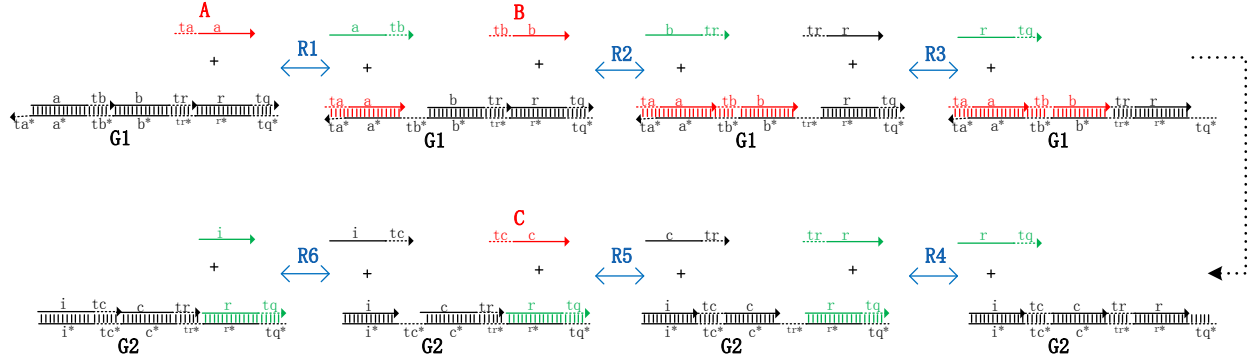 A
B
ta a
a tb
tb b
b tr
tr r
r tq
R1
R2
R3
+ + + + + +
a tb b tr r tq
ta a b tr r tq
ta a tb b r tq
ta a tb b tr r
ta* a* tb* b* tr* r* tq*
ta* a* tb* b* tr* r* tq*
ta* a* tb* b* tr* r* tq*
ta* a* tb* b* tr* r* tq*
G1
G1
G1
G1
C
i
i tc
tc c
c tr
tr r
r tq
R6
R5
R4
+ + + + + +
i tc c tr r tq
i c tr r tq
i tc c r tq
i tc c tr r
i* tc* c* tr* r* tq*
i* tc* c* tr* r* tq*
i* tc* c* tr* r* tq*
i* tc* c* tr* r* tq*
G2
G2
G2
G2